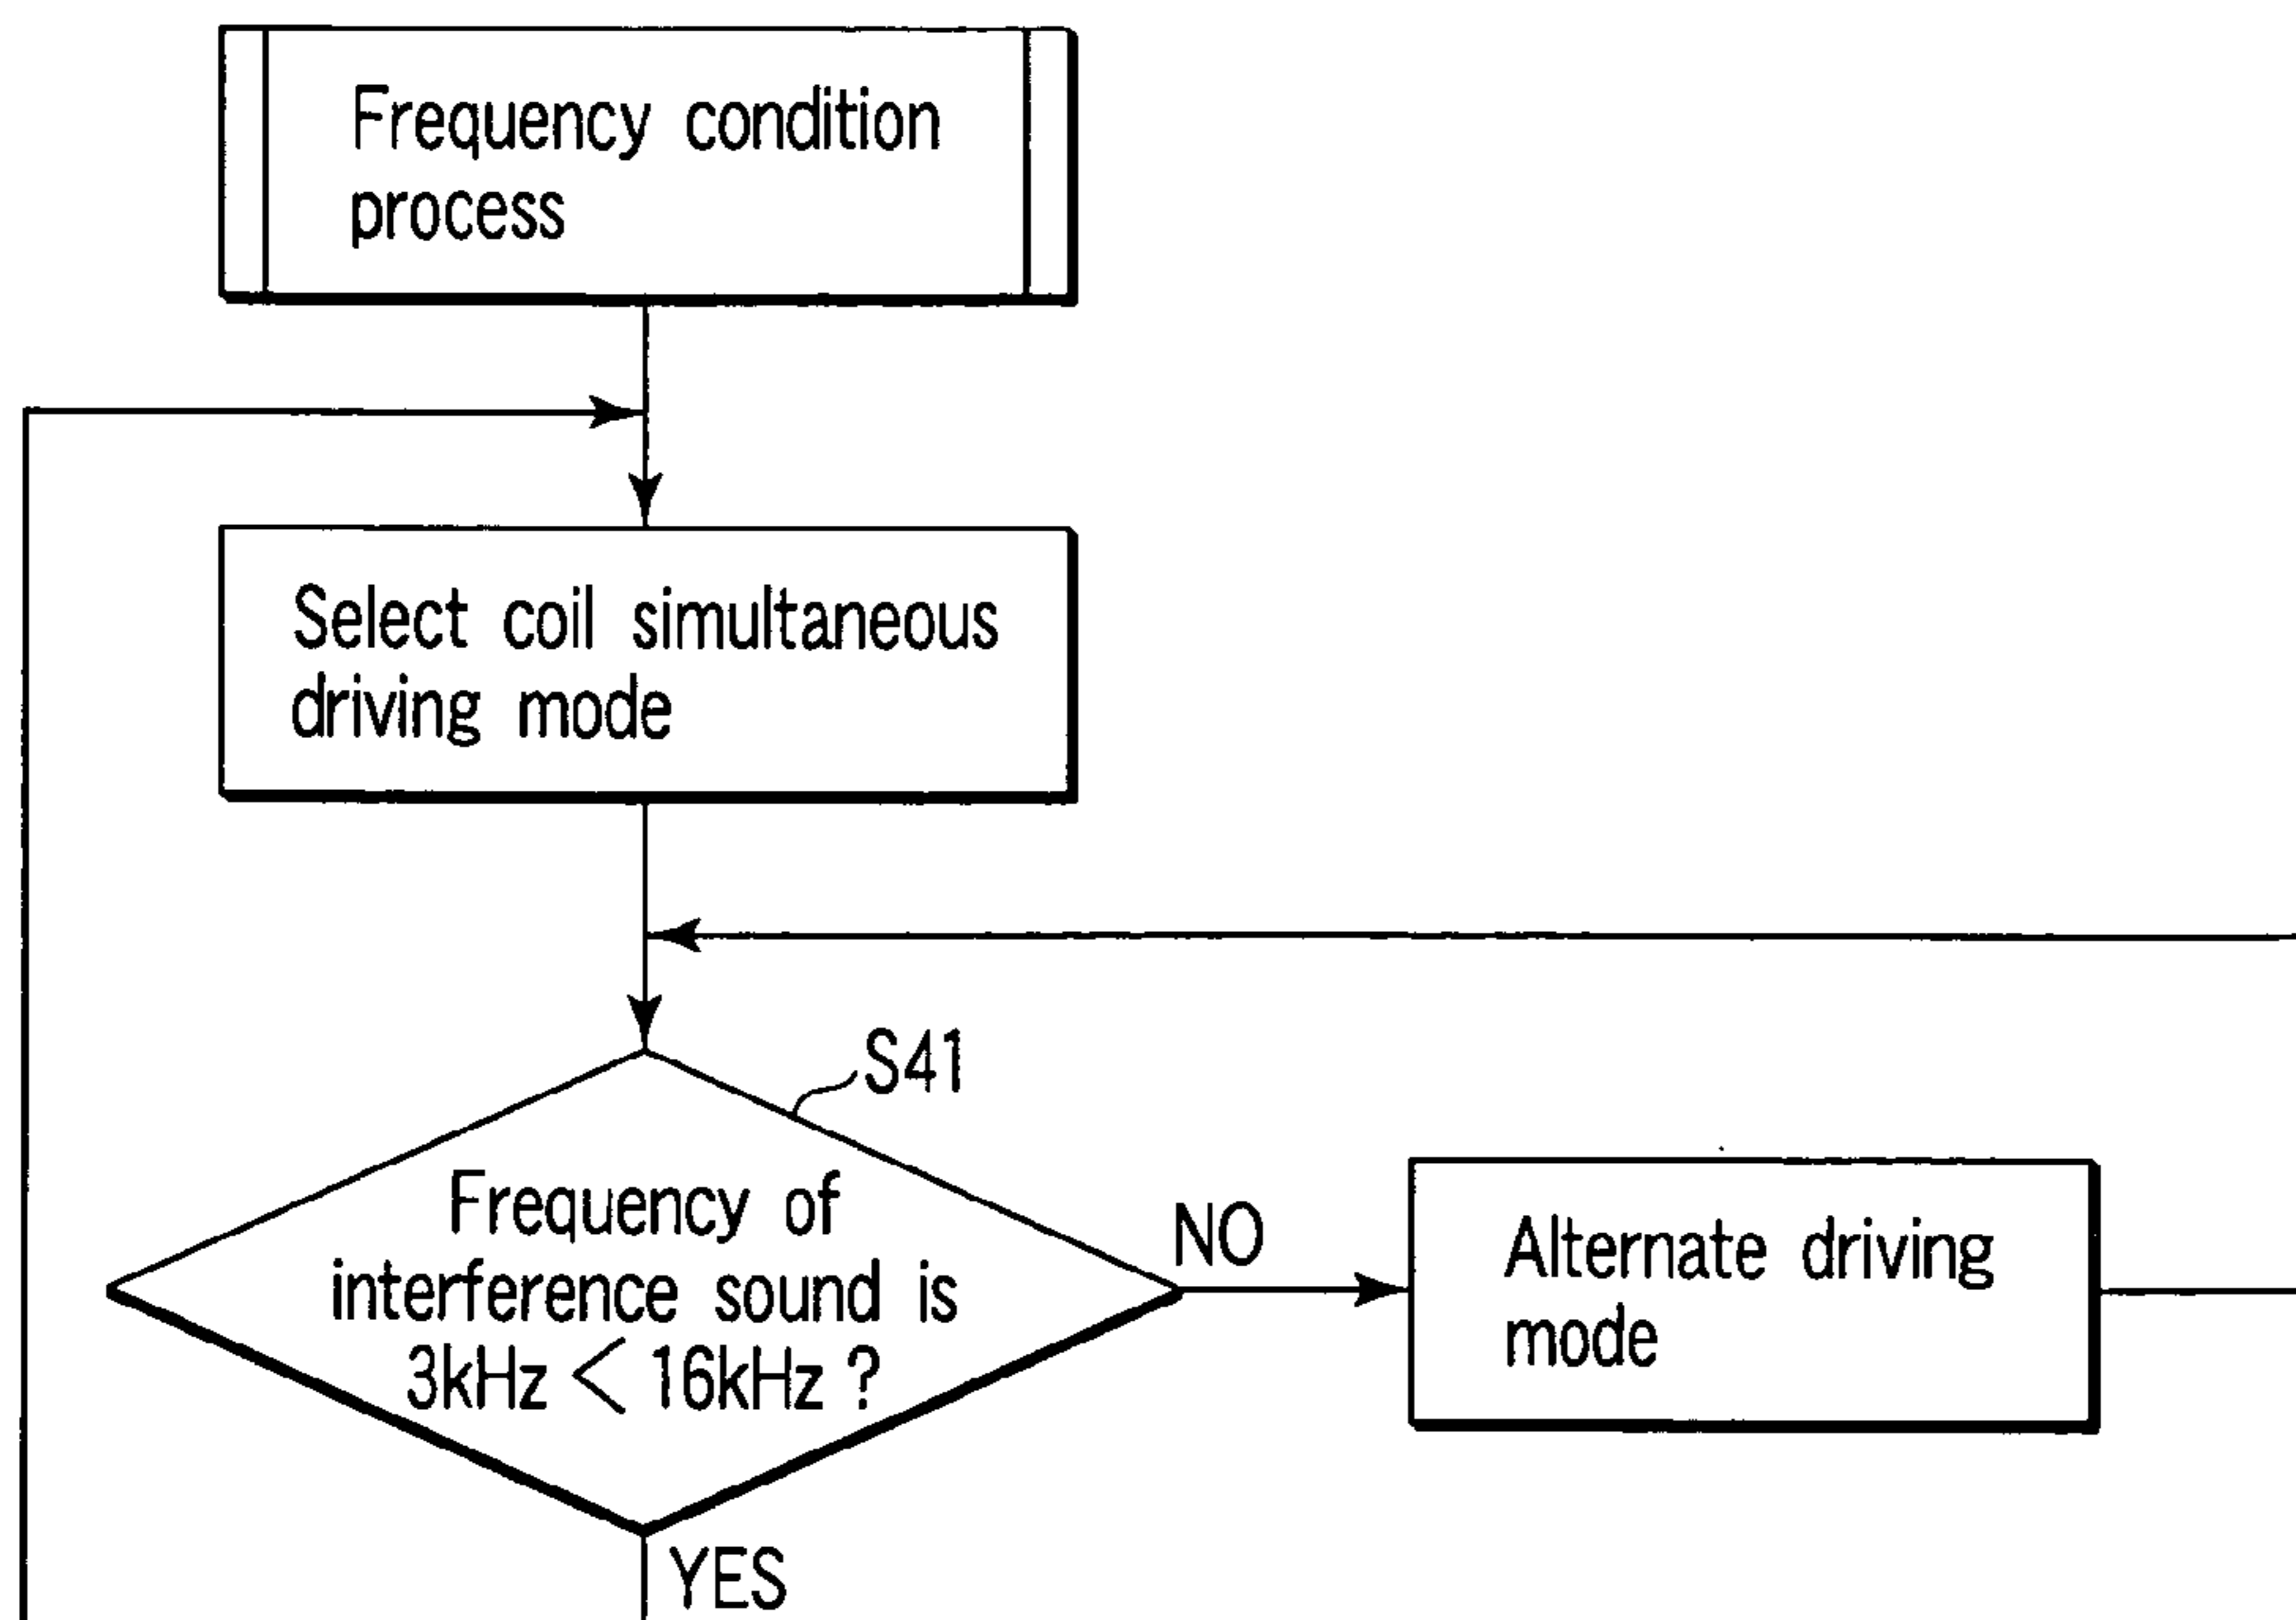 Frequency condition
process
Select coil simultaneous
driving mode
S41
Frequency of
interference sound is
3kHz < 16kHz ?
NO
Alternate driving
mode
YES